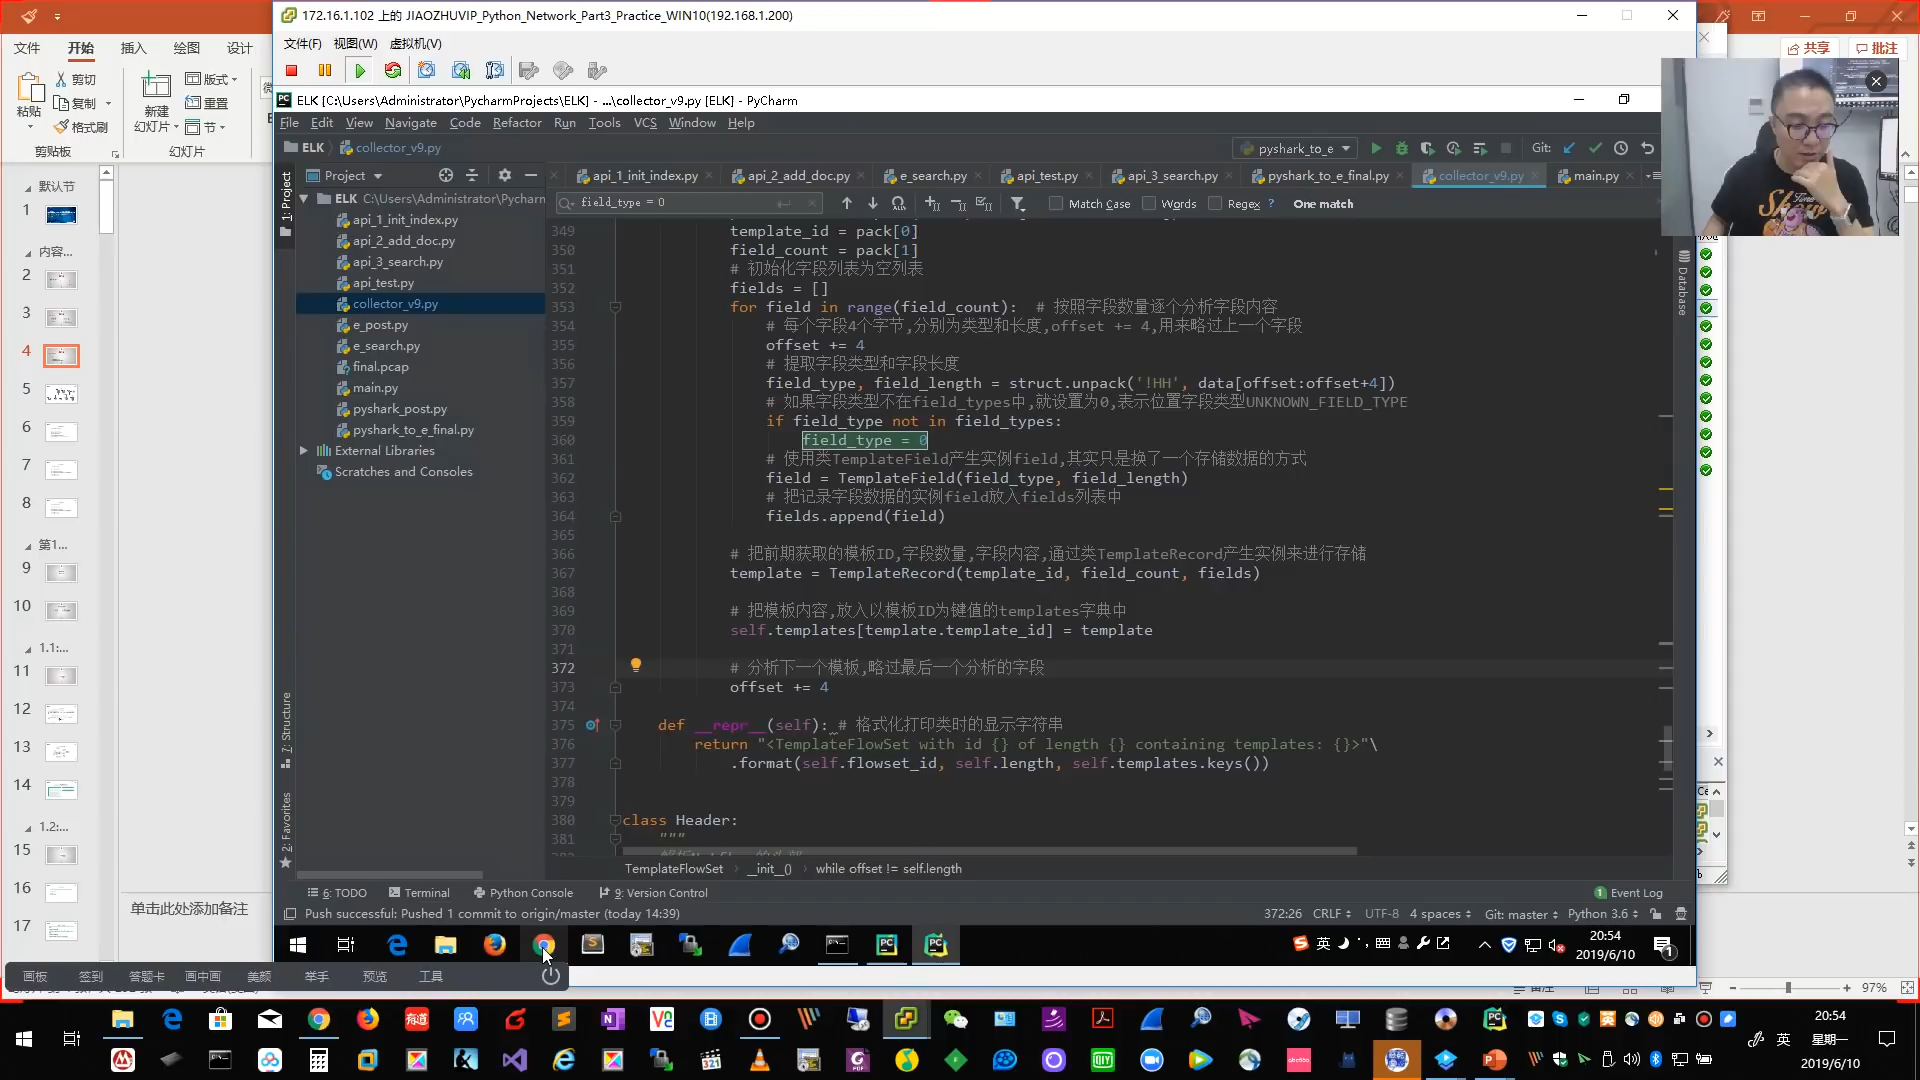 172.16.1.102 上的 JIAOZHUVIP_Python_Network_Part3_Practice_WIN10(192.168.1.200)
文件 开始 插入 绘图 设计
共享 批注
文件(F) 视图(W) 虚拟机(V)
剪切
复制
格式刷
粘贴
新建
幻灯片
版式
重置
节
剪贴板 幻灯片
ELK [C:\Users\Administrator\PycharmProjects\ELK] - ...\collector_v9.py [ELK] - PyCharm
File Edit View Navigate Code Refactor Run Tools VCS Window Help
ELK collector_v9.py
pyshark_to_e Git:
Project
api_1_init_index.py api_2_add_doc.py e_search.py api_test.py api_3_search.py pyshark_to_e_final.py collector_v9.py main.py
field_type = 0
Match Case Words Regex ? One match
1: Project
ELK C:\Users\Administrator\Pycharm
api_1_init_index.py
api_2_add_doc.py
api_3_search.py
api_test.py
collector_v9.py
e_post.py
e_search.py
final.pcap
main.py
pyshark_post.py
pyshark_to_e_final.py
External Libraries
Scratches and Consoles
Database
7: Structure
2: Favorites
默认节
1
内容...
2
3
4
5
6
7
8
第1...
9
10
1.1:...
11
12
13
14
1.2:...
15
16
17
349 template_id = pack[0]
350 field_count = pack[1]
351 # 初始化字段列表为空列表
352 fields = []
353 for field in range(field_count): # 按照字段数量逐个分析字段内容
354 # 每个字段4个字节,分别为类型和长度,offset += 4,用来略过上一个字段
355 offset += 4
356 # 提取字段类型和字段长度
357 field_type, field_length = struct.unpack('!HH', data[offset:offset+4])
358 # 如果字段类型不在field_types中,就设置为0,表示位置字段类型UNKNOWN_FIELD_TYPE
359 if field_type not in field_types:
360 field_type = 0
361 # 使用类TemplateField产生实例field,其实只是换了一个存储数据的方式
362 field = TemplateField(field_type, field_length)
363 # 把记录字段数据的实例field放入fields列表中
364 fields.append(field)
365
366 # 把前期获取的模板ID,字段数量,字段内容,通过类TemplateRecord产生实例来进行存储
367 template = TemplateRecord(template_id, field_count, fields)
368
369 # 把模板内容,放入以模板ID为键值的templates字典中
370 self.templates[template.template_id] = template
371
372 # 分析下一个模板,略过最后一个分析的字段
373 offset += 4
374
375 def __repr__(self): # 格式化打印类时的显示字符串
376 return "<TemplateFlowSet with id {} of length {} containing templates: {}>"\
377 .format(self.flowset_id, self.length, self.templates.keys())
378
379
380 class Header:
381 """
TemplateFlowSet __init__() while offset != self.length
6: TODO Terminal Python Console 9: Version Control
1 Event Log
Push successful: Pushed 1 commit to origin/master (today 14:39)
372:26 CRLF UTF-8 4 spaces Git: master Python 3.6
单击此处添加备注
英
20:54
2019/6/10
1
画板 签到 答题卡 画中画 美颜 举手 预览 工具
97%
英
20:54
星期一
2019/6/10